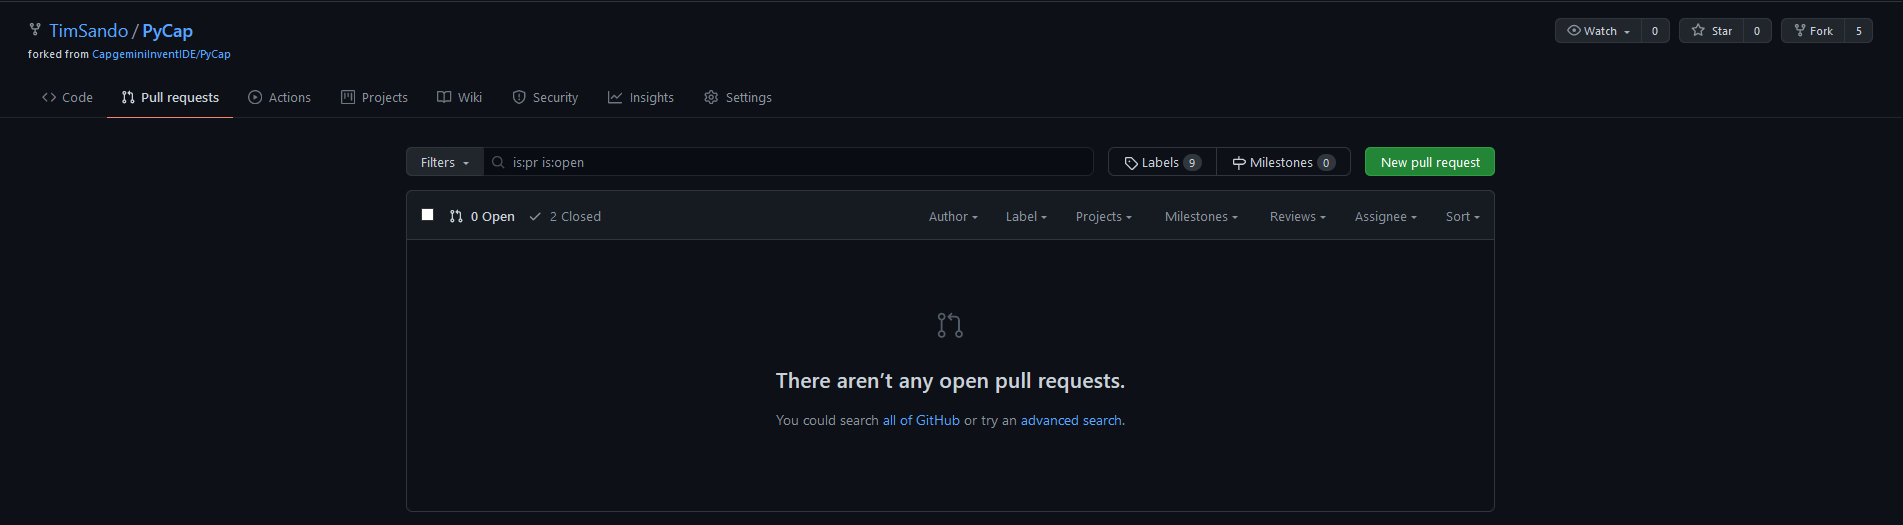 TimSando / PyCap
Watch 0 Star 0 Fork 5
forked from CapgeminiInventIDE/PyCap
Code Pull requests Actions Projects Wiki Security Insights Settings
Filters is:pr is:open Labels 9 Milestones 0 New pull request
0 Open 2 Closed Author Label Projects Milestones Reviews Assignee Sort
There aren’t any open pull requests.
You could search all of GitHub or try an advanced search.